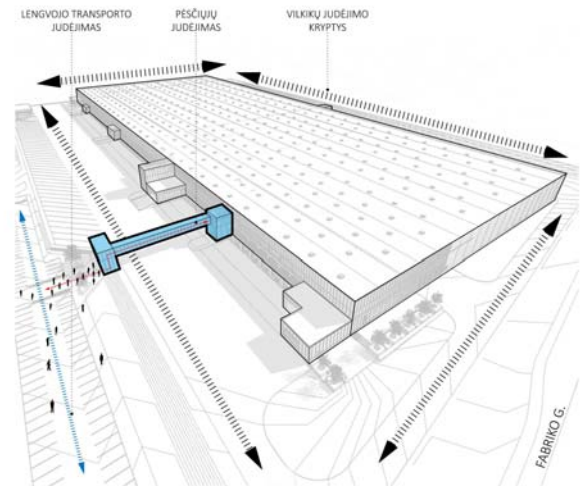 LENGVOJO TRANSPORTO
JUDĖJIMAS
PĖSČIŲJŲ
JUDĖJIMAS
VILKIKŲ JUDĖJIMO
KRYPTYS
FABRIKO G.